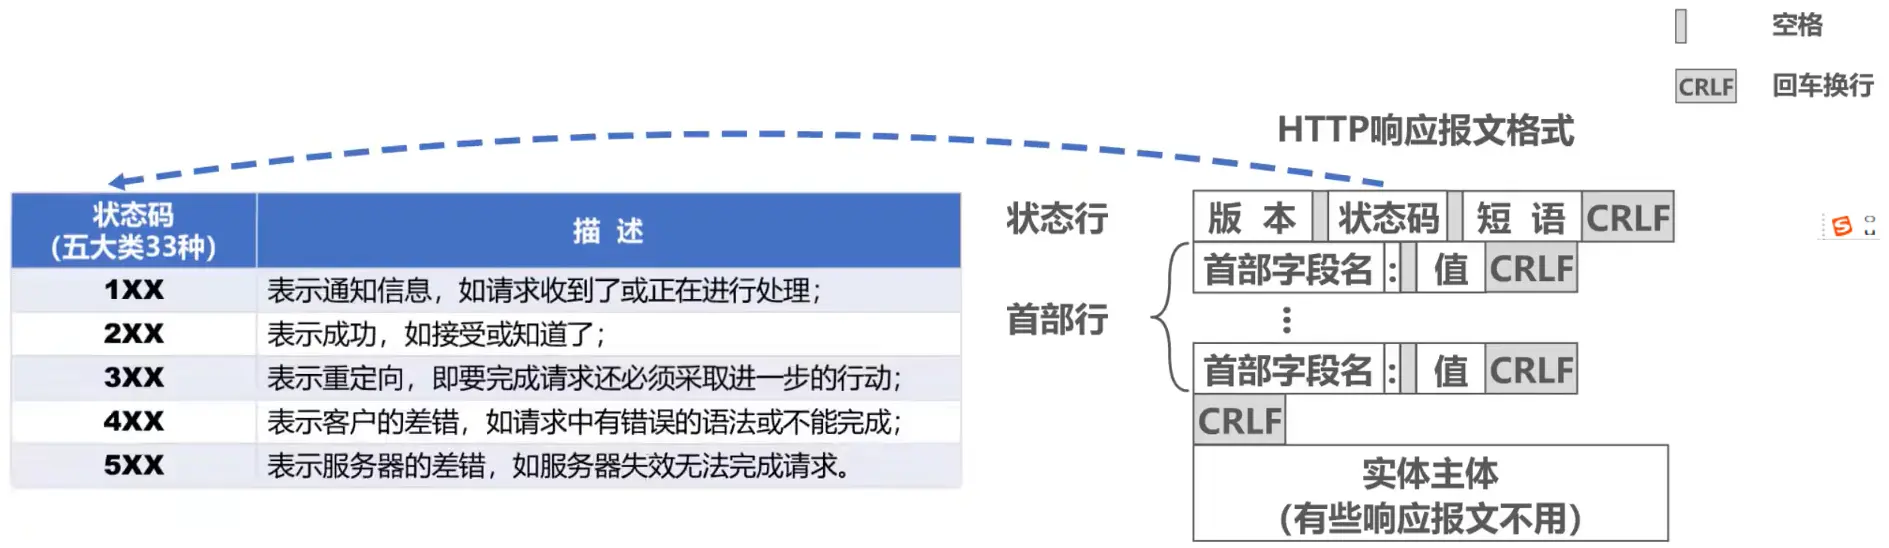 空格
CRLF 回车换行
HTTP响应报文格式
状态码
(五大类33种)
描 述
1XX 表示通知信息，如请求收到了或正在进行处理；
2XX 表示成功，如接受或知道了；
3XX 表示重定向，即要完成请求还必须采取进一步的行动；
4XX 表示客户的差错，如请求中有错误的语法或不能完成；
5XX 表示服务器的差错，如服务器失效无法完成请求。
状态行 版 本 状态码 短 语 CRLF
首部字段名 : 值 CRLF
首部行 ⋮
首部字段名 : 值 CRLF
CRLF
实体主体
(有些响应报文不用)